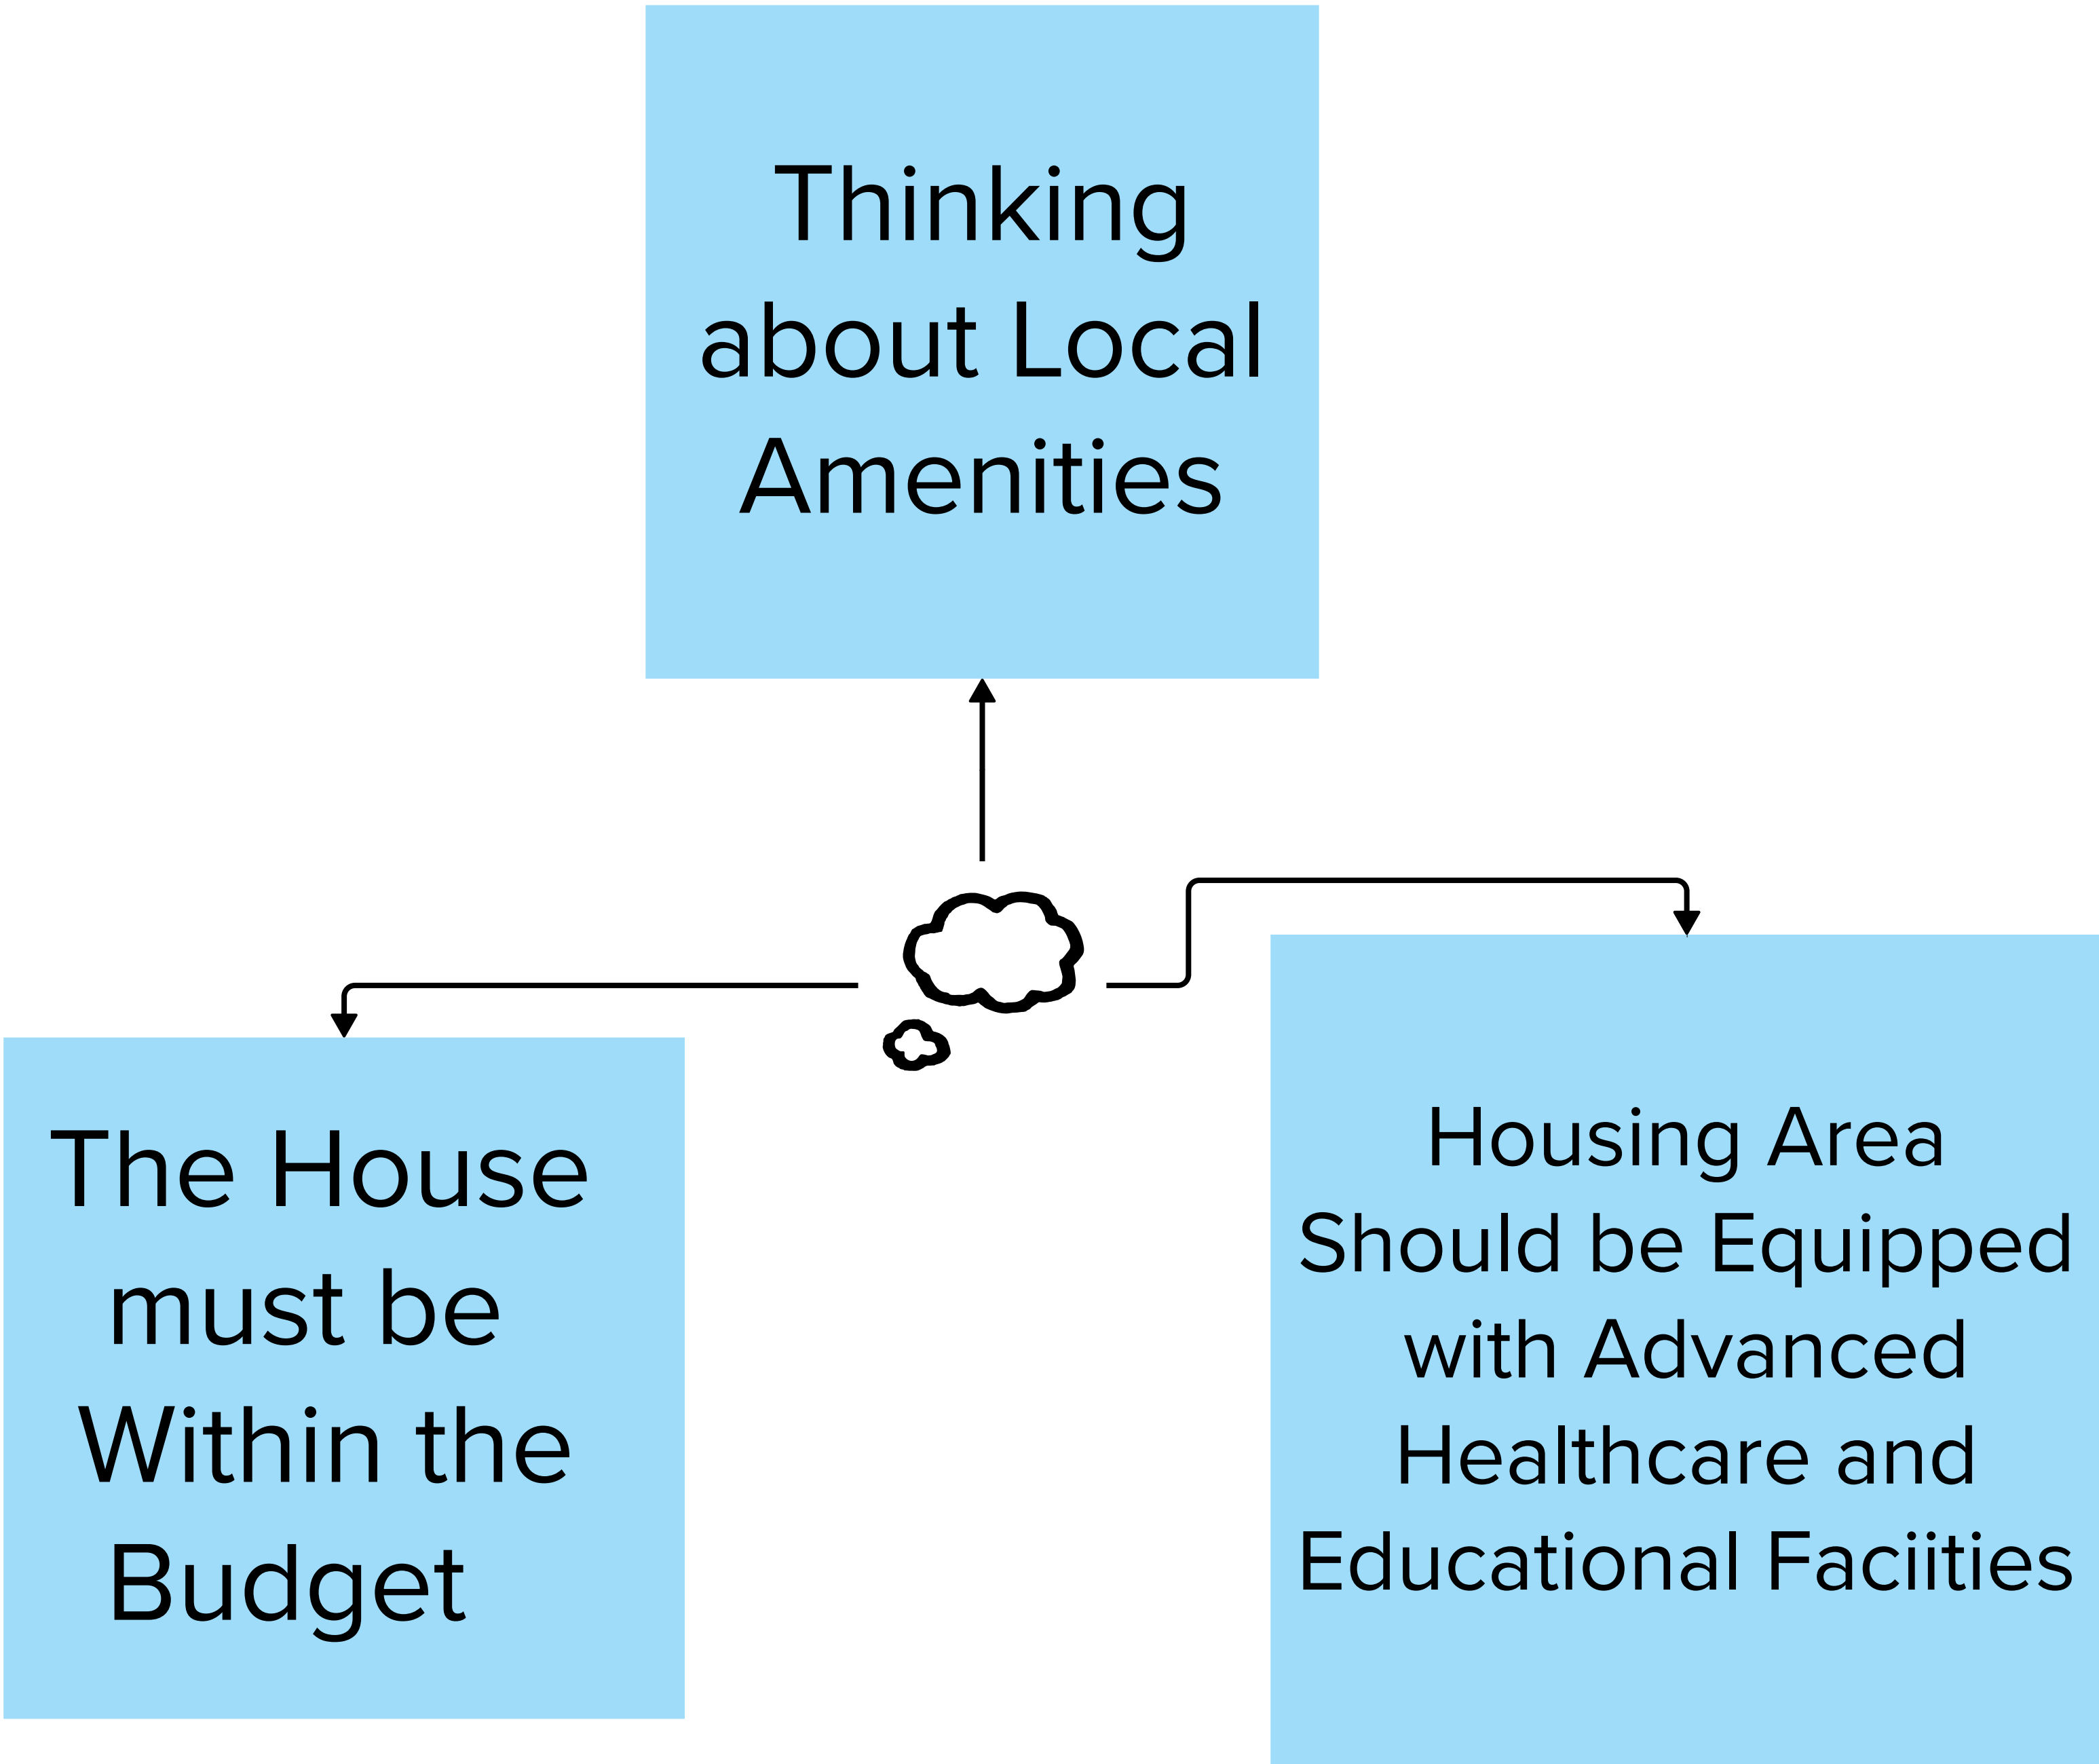 Thinking
about Local
Amenities
The House
must be
Within the
Budget
Housing Area
Should be Equipped
with Advanced
Healthcare and
Educational Faciities